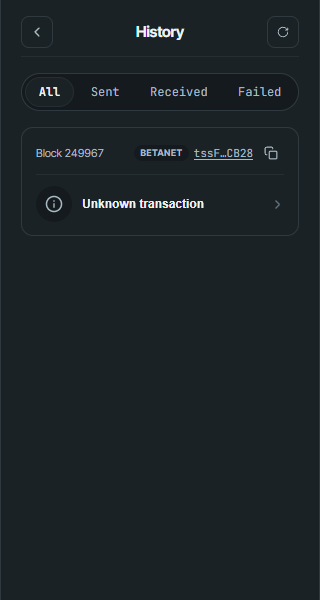 History
All Sent Received Failed
Block 249967 BETANET tssF…CB28
Unknown transaction